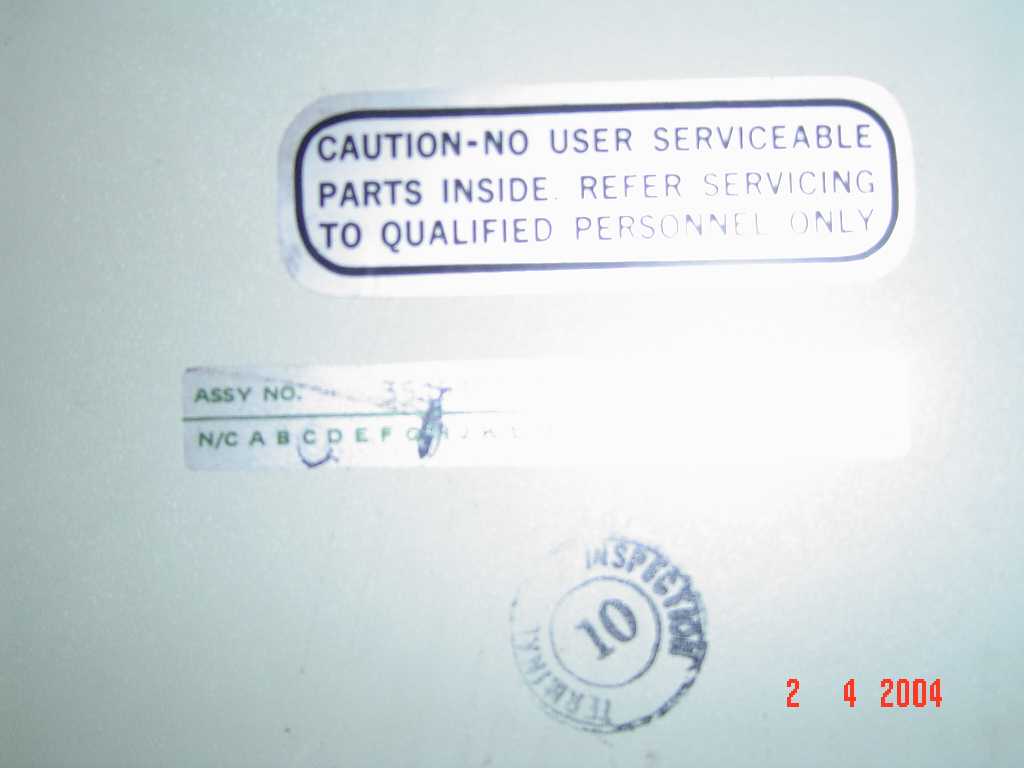 CAUTION-NO USER SERVICEABLE
PARTS INSIDE. REFER SERVICING
TO QUALIFIED PERSONNEL ONLY
ASSY NO.
N/C A B C D E F G H J K L
INSPECTION
10
TERMINAL
2 4 2004